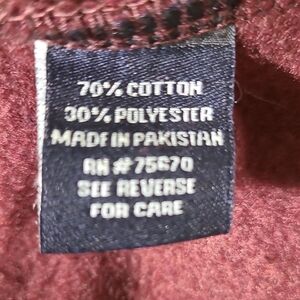 70% COTTON
30% POLYESTER
MADE IN PAKISTAN
RN #75670
SEE REVERSE
FOR CARE